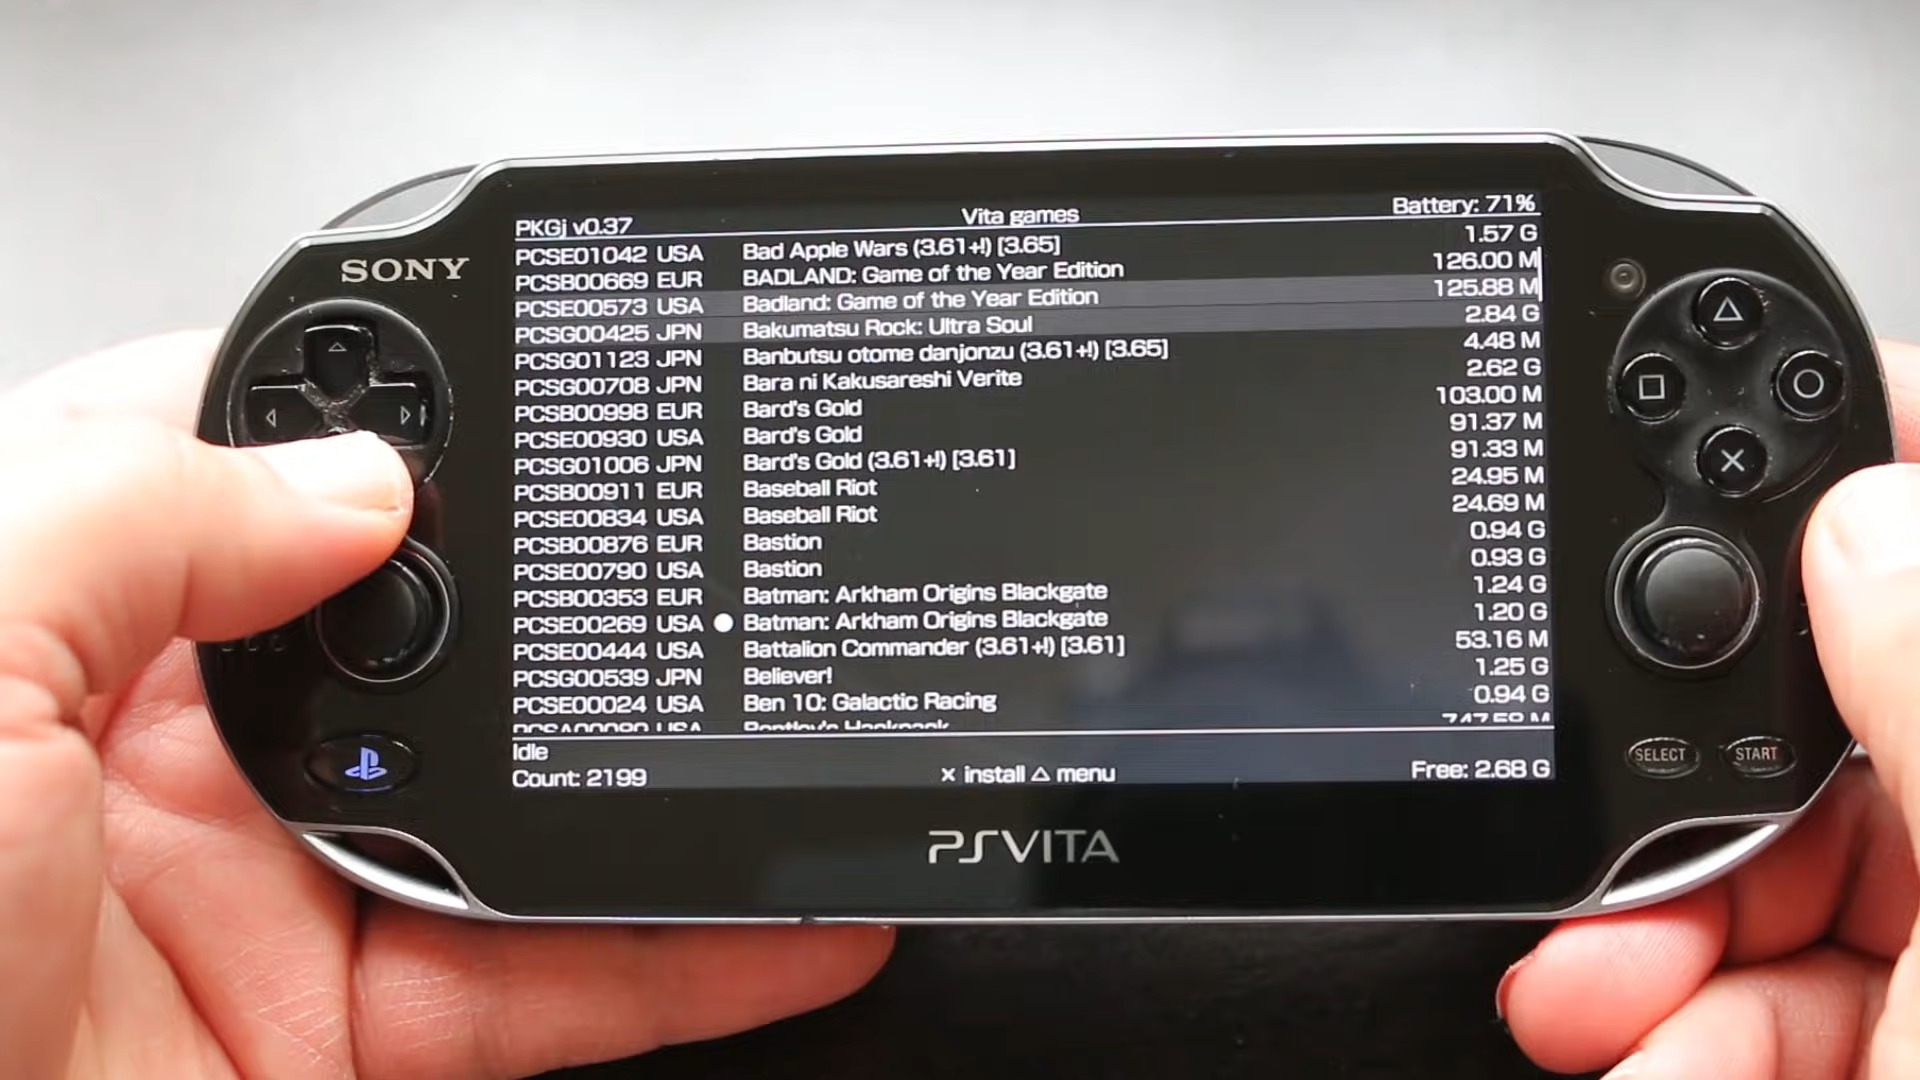 SONY
PKGj v0.37 Vita games Battery: 71%
PCSE01042 USA Bad Apple Wars (3.61+!) [3.65] 1.57 G
PCSB00669 EUR BADLAND: Game of the Year Edition 126.00 M
PCSE00573 USA Badland: Game of the Year Edition 125.88 M
PCSG00425 JPN Bakumatsu Rock: Ultra Soul 2.84 G
PCSG01123 JPN Banbutsu otome danjonzu (3.61+!) [3.65] 4.48 M
PCSG00708 JPN Bara ni Kakusareshi Verite 2.62 G
PCSB00998 EUR Bard's Gold 103.00 M
PCSE00930 USA Bard's Gold 91.37 M
PCSG01006 JPN Bard's Gold (3.61+!) [3.61] 91.33 M
PCSB00911 EUR Baseball Riot 24.95 M
PCSE00834 USA Baseball Riot 24.69 M
PCSB00876 EUR Bastion 0.94 G
PCSE00790 USA Bastion 0.93 G
PCSB00353 EUR Batman: Arkham Origins Blackgate 1.24 G
PCSE00269 USA Batman: Arkham Origins Blackgate 1.20 G
PCSE00444 USA Battalion Commander (3.61+!) [3.61] 53.16 M
PCSG00539 JPN Believer! 1.25 G
PCSE00024 USA Ben 10: Galactic Racing 0.94 G
PCSA00080 USA Bentley's Hackpack 747.59 M
Idle
Count: 2199 × install △ menu Free: 2.68 G
SELECT START
PSVITA